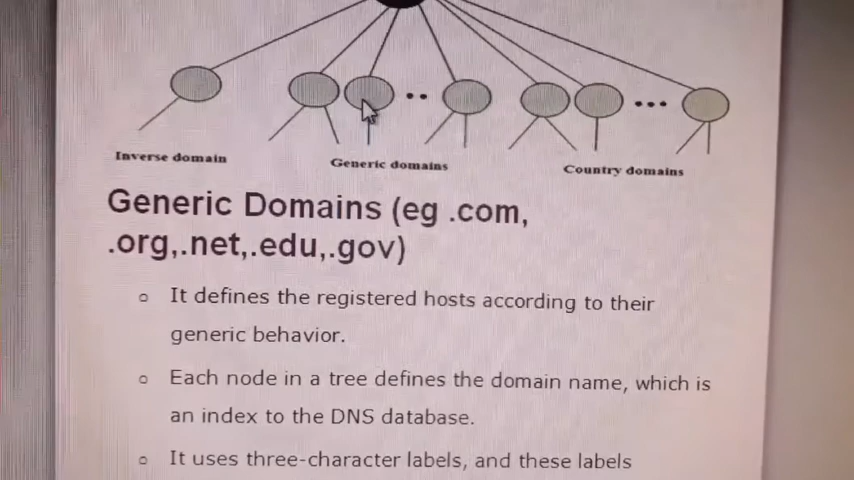 Inverse domain
Generic domains
Country domains
Generic Domains (eg .com,
.org,.net,.edu,.gov)
It defines the registered hosts according to their
generic behavior.
Each node in a tree defines the domain name, which is
an index to the DNS database.
It uses three-character labels, and these labels